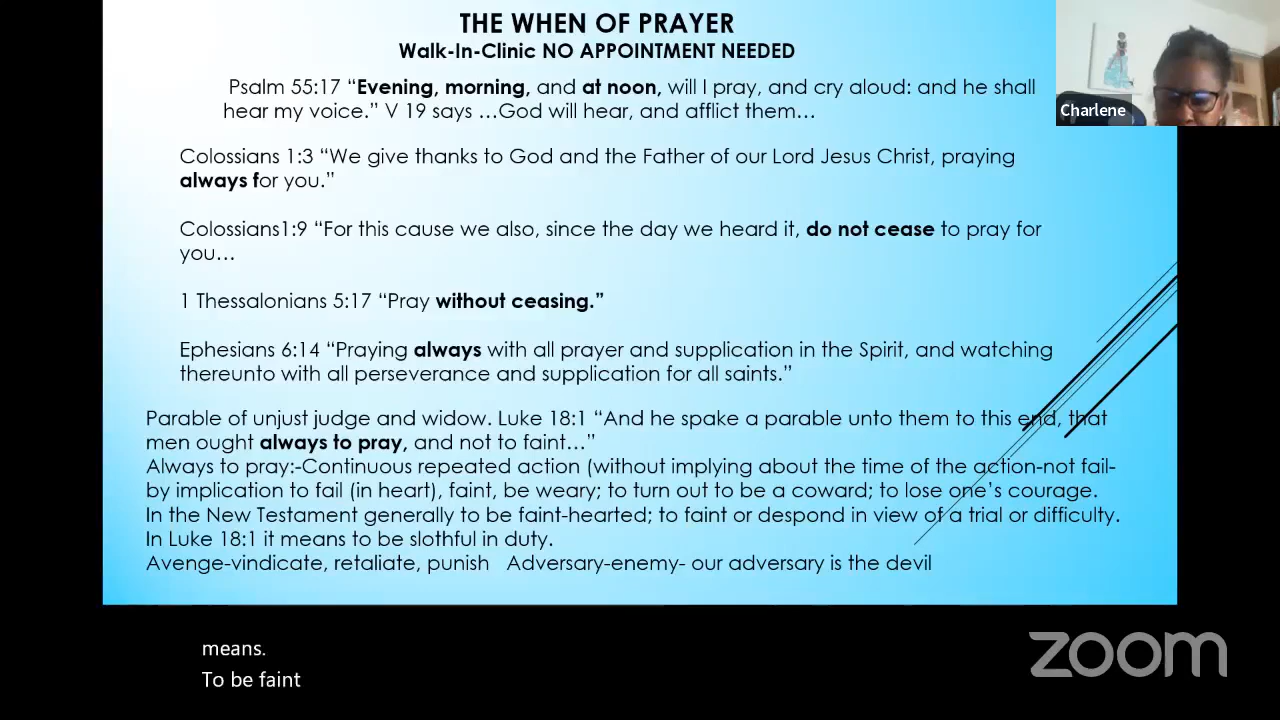 THE WHEN OF PRAYER
Walk-In-Clinic NO APPOINTMENT NEEDED
Psalm 55:17 “Evening, morning, and at noon, will I pray, and cry aloud: and he shall
hear my voice.” V 19 says …God will hear, and afflict them…
Charlene
Colossians 1:3 “We give thanks to God and the Father of our Lord Jesus Christ, praying
always for you.”
Colossians1:9 “For this cause we also, since the day we heard it, do not cease to pray for
you…
1 Thessalonians 5:17 “Pray without ceasing.”
Ephesians 6:14 “Praying always with all prayer and supplication in the Spirit, and watching
thereunto with all perseverance and supplication for all saints.”
Parable of unjust judge and widow. Luke 18:1 “And he spake a parable unto them to this end, that
men ought always to pray, and not to faint…”
Always to pray:-Continuous repeated action (without implying about the time of the action-not fail-
by implication to fail (in heart), faint, be weary; to turn out to be a coward; to lose one’s courage.
In the New Testament generally to be faint-hearted; to faint or despond in view of a trial or difficulty.
In Luke 18:1 it means to be slothful in duty.
Avenge-vindicate, retaliate, punish   Adversary-enemy- our adversary is the devil
means.
To be faint
zoom